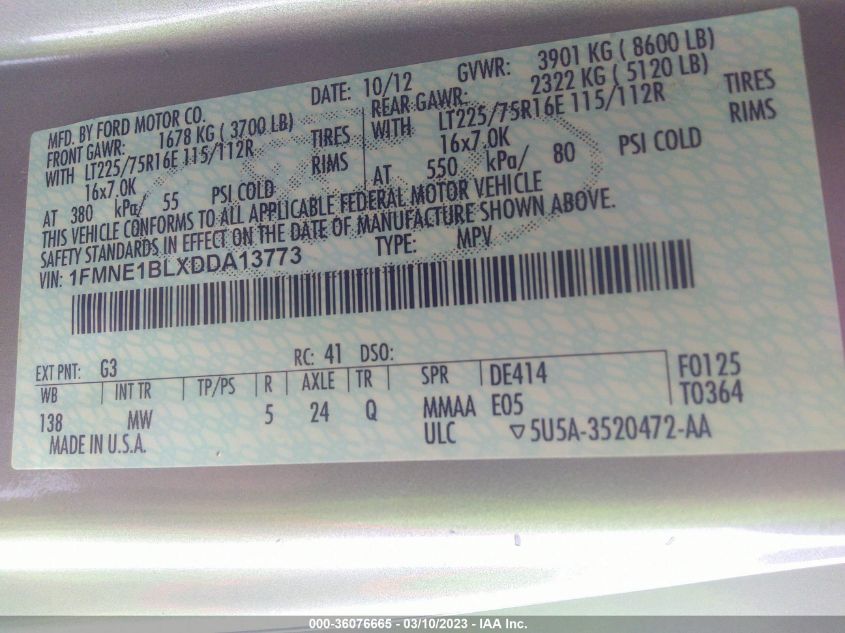 MFD. BY FORD MOTOR CO. DATE: 10/12 GVWR: 3901 KG ( 8600 LB)
FRONT GAWR: 1678 KG ( 3700 LB) REAR GAWR: 2322 KG ( 5120 LB)
WITH LT225/75R16E 115/112R TIRES WITH LT225/75R16E 115/112R TIRES
16x7.0K RIMS 16x7.0K RIMS
AT 380 kPa/ 55 PSI COLD AT 550 kPa/ 80 PSI COLD
THIS VEHICLE CONFORMS TO ALL APPLICABLE FEDERAL MOTOR VEHICLE
SAFETY STANDARDS IN EFFECT ON THE DATE OF MANUFACTURE SHOWN ABOVE.
VIN: 1FMNE1BLXDDA13773 TYPE: MPV
EXT PNT: G3 RC: 41 DSO:
WB INT TR TP/PS R AXLE TR SPR DE414 F0125
138 MW 5 24 Q MMAA E05 T0364
MADE IN U.S.A. ULC ▽5U5A-3520472-AA
000-36076665 - 03/10/2023 - IAA Inc.